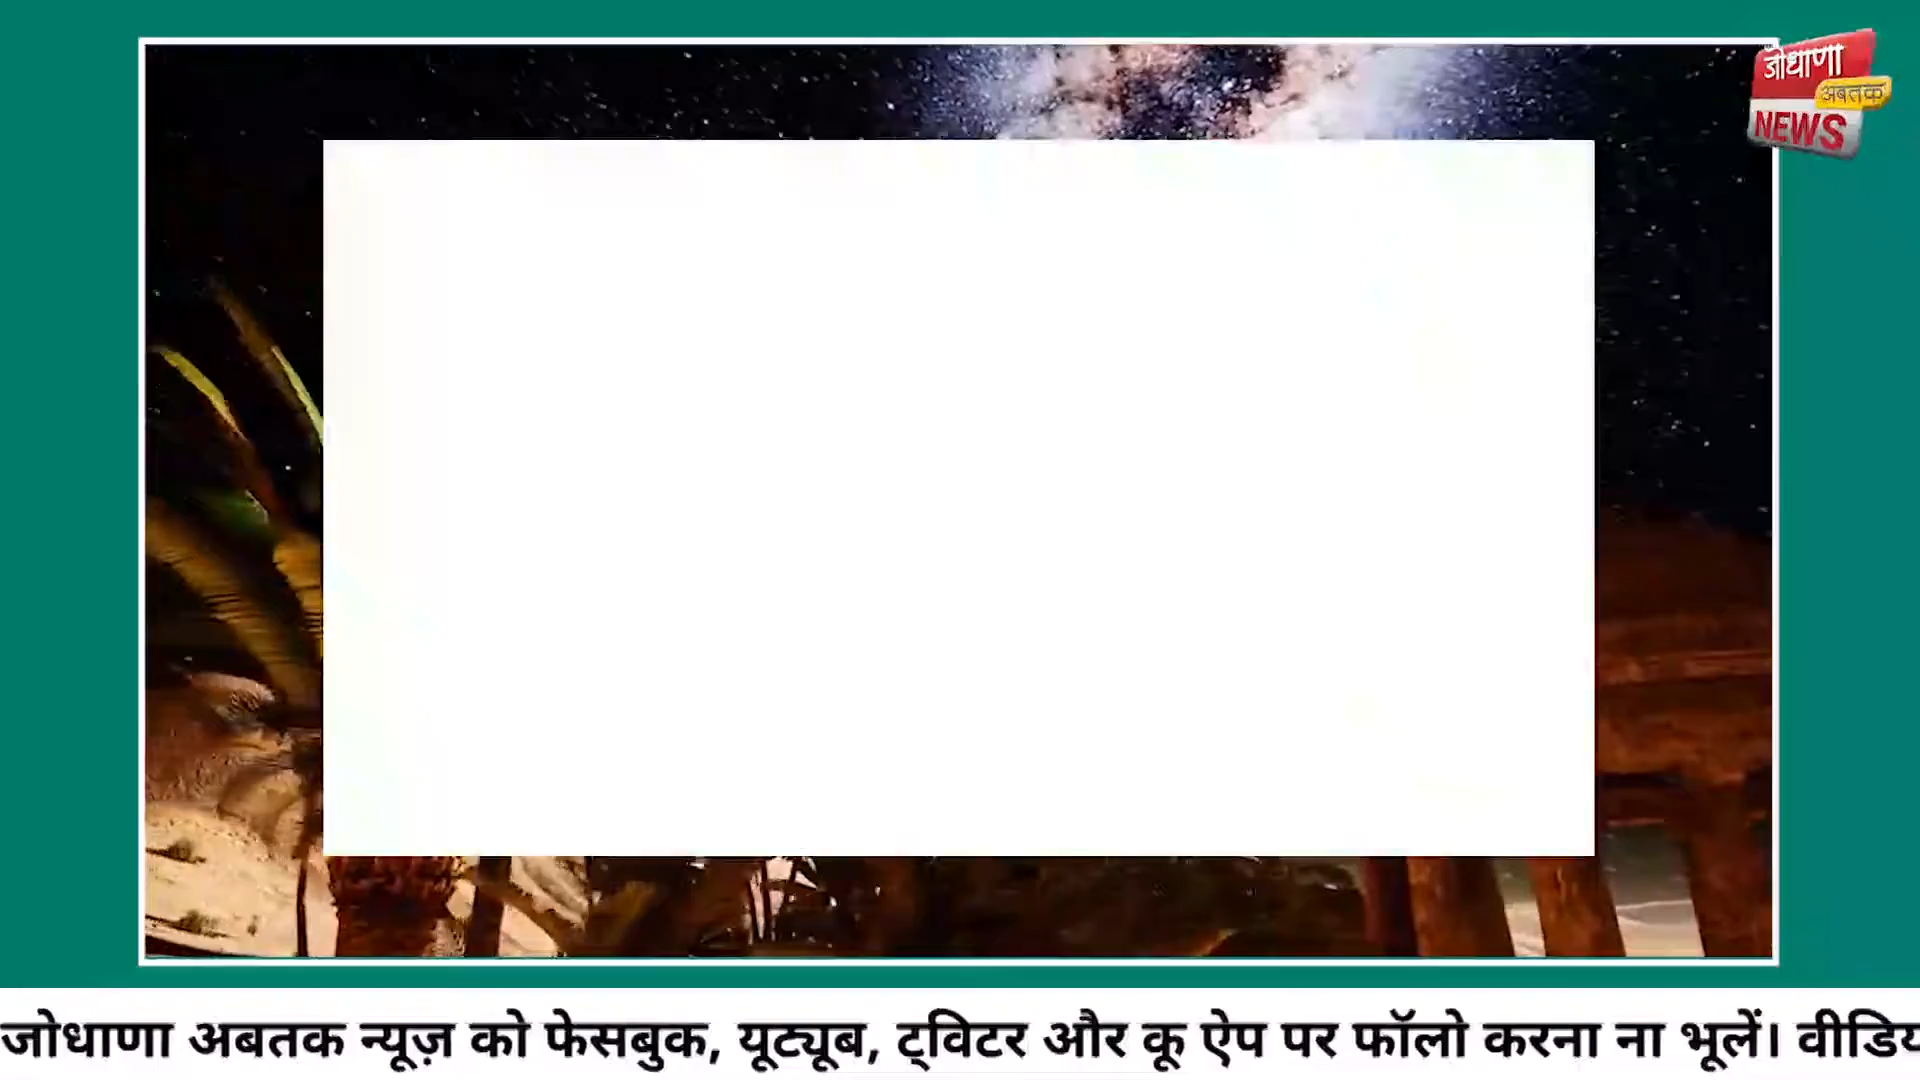 जोधाणा
अबतक
NEWS
जोधाणा अबतक न्यूज़ को फेसबुक, यूट्यूब, ट्विटर और कू ऐप पर फॉलो करना ना भूलें। वीडिय